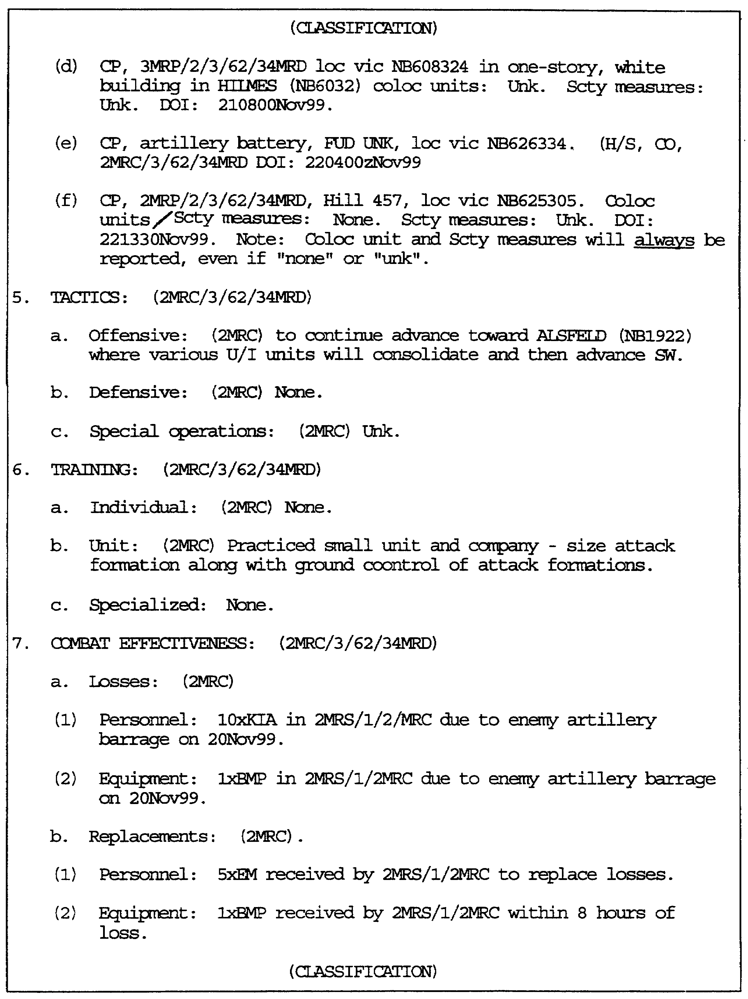 (CLASSIFICATION)
(d) CP, 3MRP/2/3/62/34MRD loc vic NB608324 in one-story, white
building in HILMES (NB6032) coloc units: Unk. Scty measures:
Unk. DOI: 210800Nov99.
(e) CP, artillery battery, FUD UNK, loc vic NB626334. (H/S, CO,
2MRC/3/62/34MRD DOI: 220400zNov99
(f) CP, 2MRP/2/3/62/34MRD, Hill 457, loc vic NB625305. Coloc
units/Scty measures: None. Scty measures: Unk. DOI:
221330Nov99. Note: Coloc unit and Scty measures will always be
reported, even if "none" or "unk".
5. TACTICS: (2MRC/3/62/34MRD)
a. Offensive: (2MRC) to continue advance toward ALSFELD (NB1922)
where various U/I units will consolidate and then advance SW.
b. Defensive: (2MRC) None.
c. Special operations: (2MRC) Unk.
6. TRAINING: (2MRC/3/62/34MRD)
a. Individual: (2MRC) None.
b. Unit: (2MRC) Practiced small unit and company - size attack
formation along with ground coontrol of attack formations.
c. Specialized: None.
7. COMBAT EFFECTIVENESS: (2MRC/3/62/34MRD)
a. Losses: (2MRC)
(1) Personnel: 10xKIA in 2MRS/1/2/MRC due to enemy artillery
barrage on 20Nov99.
(2) Equipment: 1xBMP in 2MRS/1/2MRC due to enemy artillery barrage
on 20Nov99.
b. Replacements: (2MRC).
(1) Personnel: 5xEM received by 2MRS/1/2MRC to replace losses.
(2) Equipment: 1xBMP received by 2MRS/1/2MRC within 8 hours of
loss.
(CLASSIFICATION)